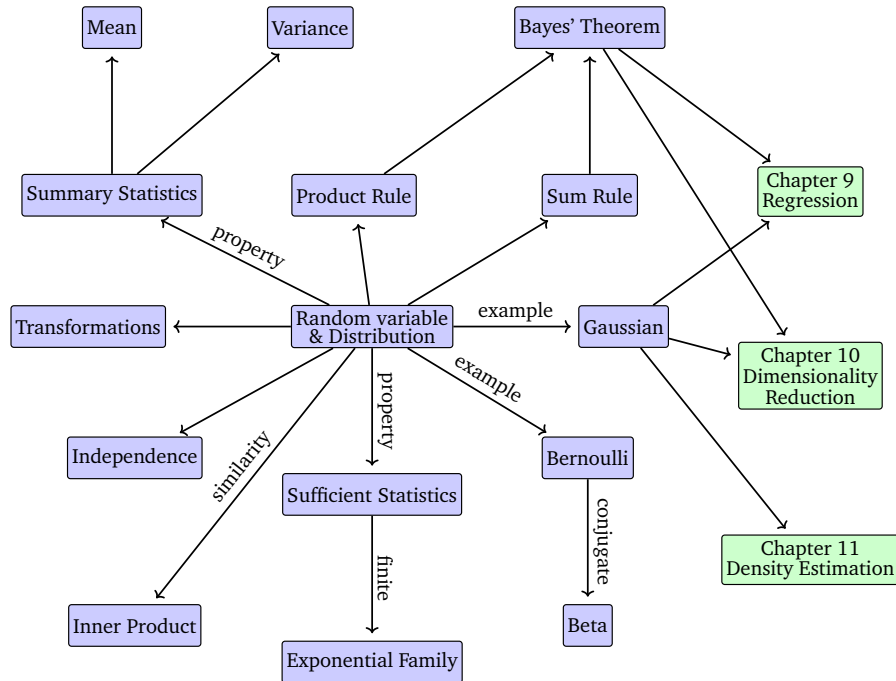 Mean
Variance
Bayes’ Theorem
Summary Statistics
Product Rule
Sum Rule
Chapter 9
Regression
property
Transformations
Random variable
& Distribution
example
Gaussian
Chapter 10
Dimensionality
Reduction
example
property
similarity
Independence
Sufficient Statistics
Bernoulli
conjugate
finite
Chapter 11
Density Estimation
Inner Product
Exponential Family
Beta